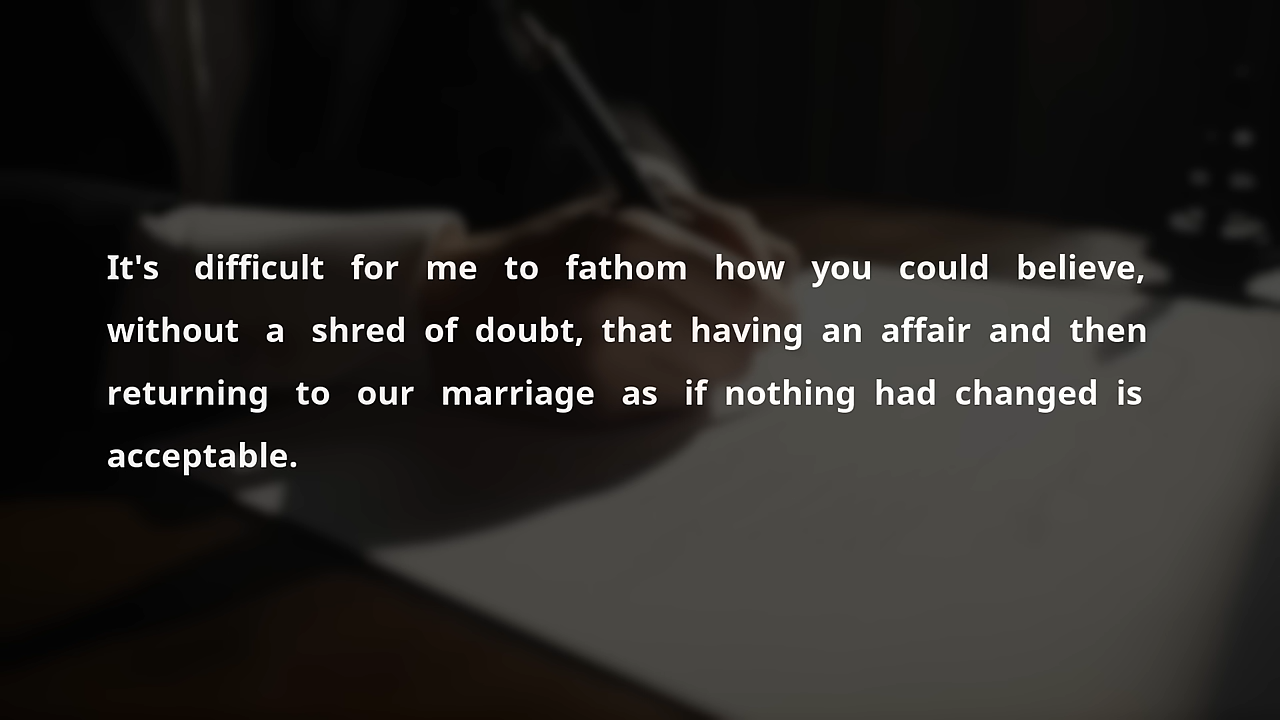 It's difficult for me to fathom how you could believe,
without a shred of doubt, that having an affair and then
returning to our marriage as if nothing had changed is
acceptable.